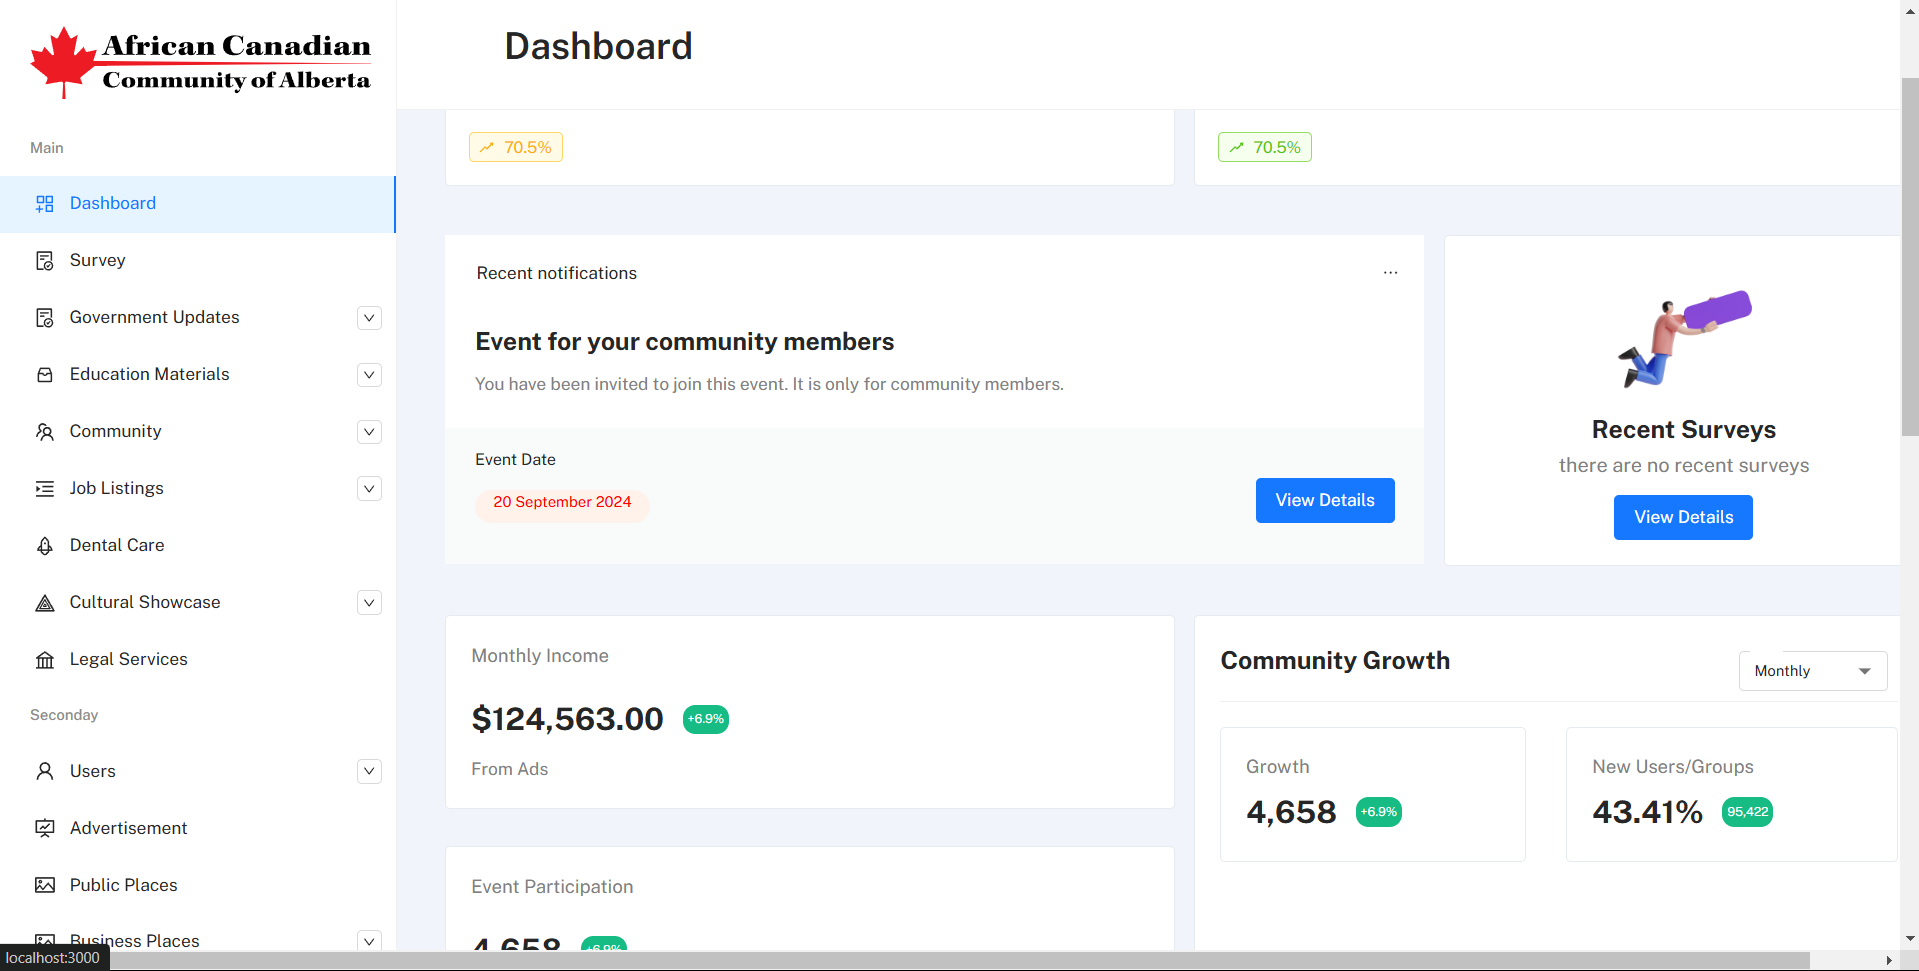 African Canadian
Community of Alberta
Main
Dashboard
Survey
Government Updates
Education Materials
Community
Job Listings
Dental Care
Cultural Showcase
Legal Services
Seconday
Users
Advertisement
Public Places
Business Places
localhost:3000
Dashboard
70.5%
70.5%
Recent notifications
...
Event for your community members
You have been invited to join this event. It is only for community members.
Event Date
20 September 2024
View Details
Recent Surveys
there are no recent surveys
View Details
Monthly Income
$124,563.00 +6.9%
From Ads
Event Participation
4,658 +6.9%
Community Growth
Monthly
Growth
4,658 +6.9%
New Users/Groups
43.41% 95,422